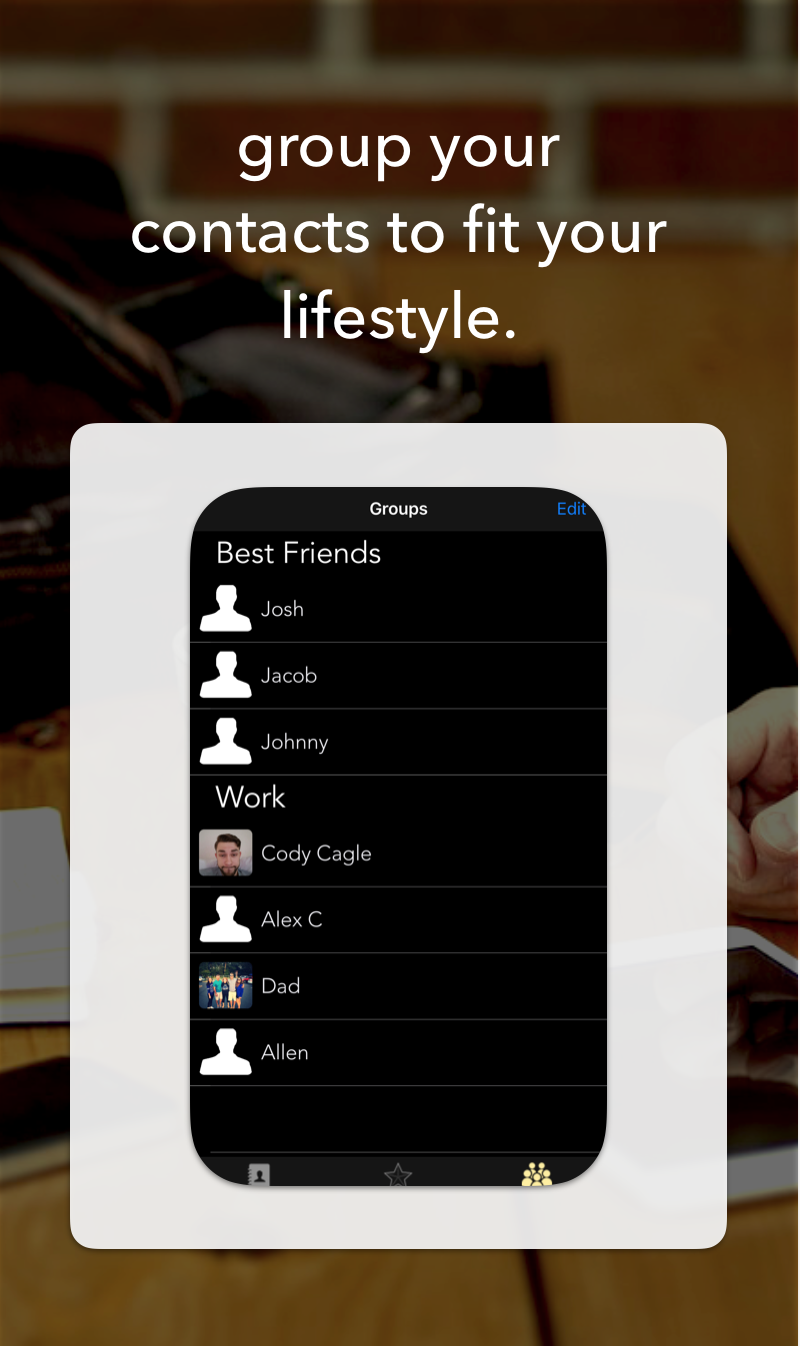 group your
contacts to fit your
lifestyle.
Groups
Edit
Best Friends
Josh
Jacob
Johnny
Work
Cody Cagle
Alex C
Dad
Allen